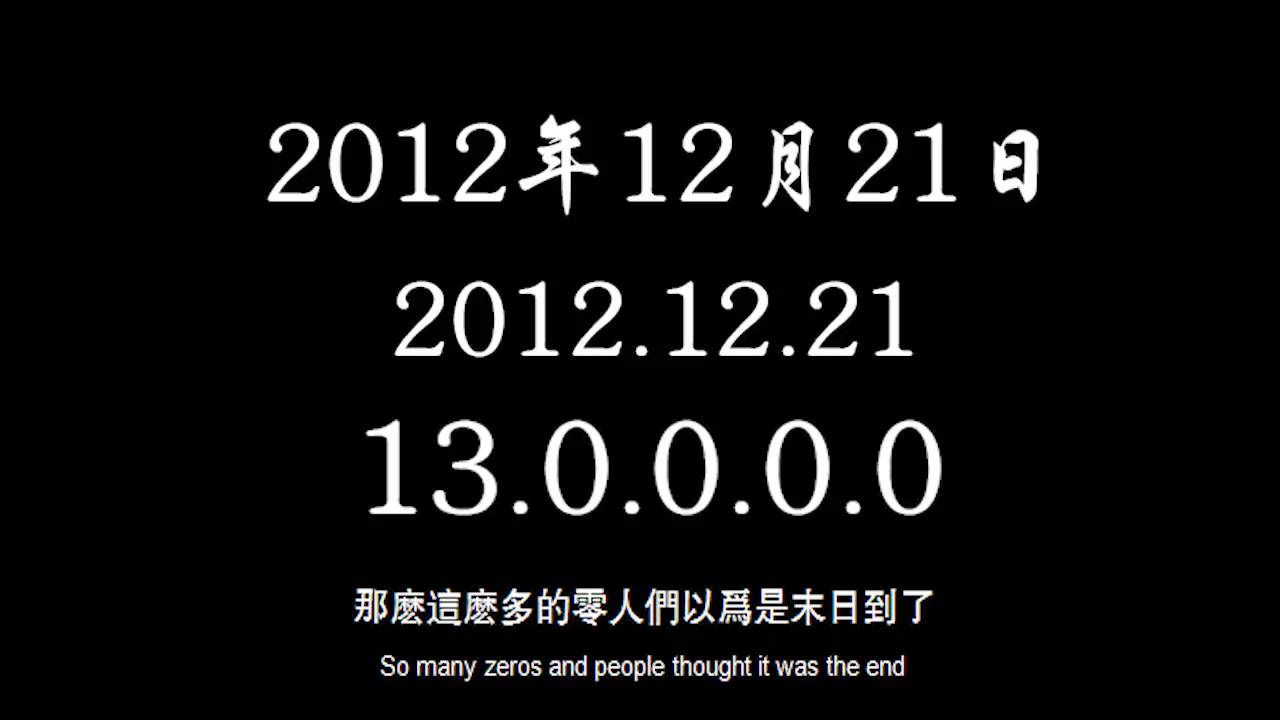 2012年12月21日
2012.12.21
13.0.0.0.0
那麽這麽多的零人們以爲是末日到了
So many zeros and people thought it was the end